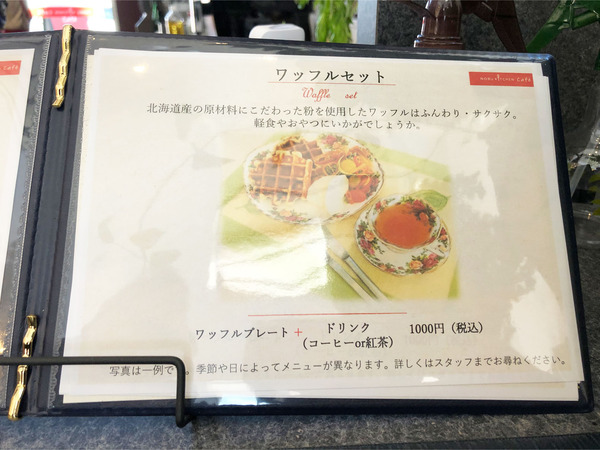 ワッフルセット
Waffle set
北海道産の原材料にこだわった粉を使用したワッフルはふんわり・サクサク。
軽食やおやつにいかがでしょうか。
ワッフルプレート + ドリンク 1000円（税込）
(コーヒーor紅茶)
写真は一例で。季節や日によってメニューが異なります。詳しくはスタッフまでお尋ねください。